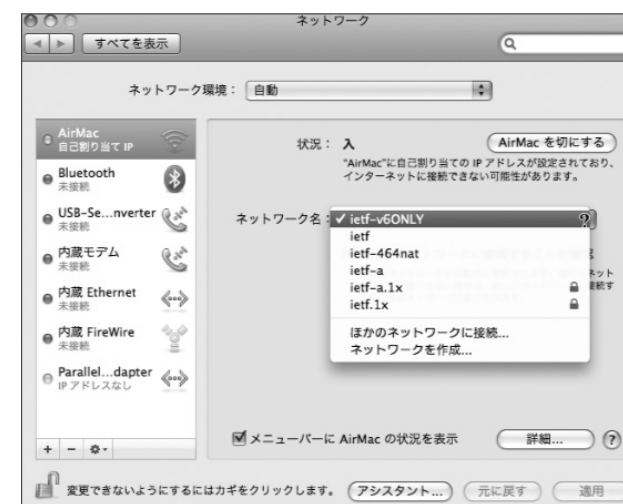 ネットワーク
すべてを表示
ネットワーク環境： 自動
AirMac
自己割り当て IP
Bluetooth
未接続
USB-Se...nverter
未接続
内蔵モデム
未接続
内蔵 Ethernet
未接続
内蔵 FireWire
未接続
Parallel...dapter
IP アドレスなし
状況： 入
AirMac を切にする
"AirMac"に自己割り当ての IP アドレスが設定されており、
インターネットに接続できない可能性があります。
ネットワーク名： ✓ ietf-v6ONLY
ietf
ietf-464nat
ietf-a
ietf-a.1x
ietf.1x
ほかのネットワークに接続...
ネットワークを作成...
メニューバーに AirMac の状況を表示
詳細...
?
+ −
変更できないようにするにはカギをクリックします。
アシスタント...
元に戻す
適用